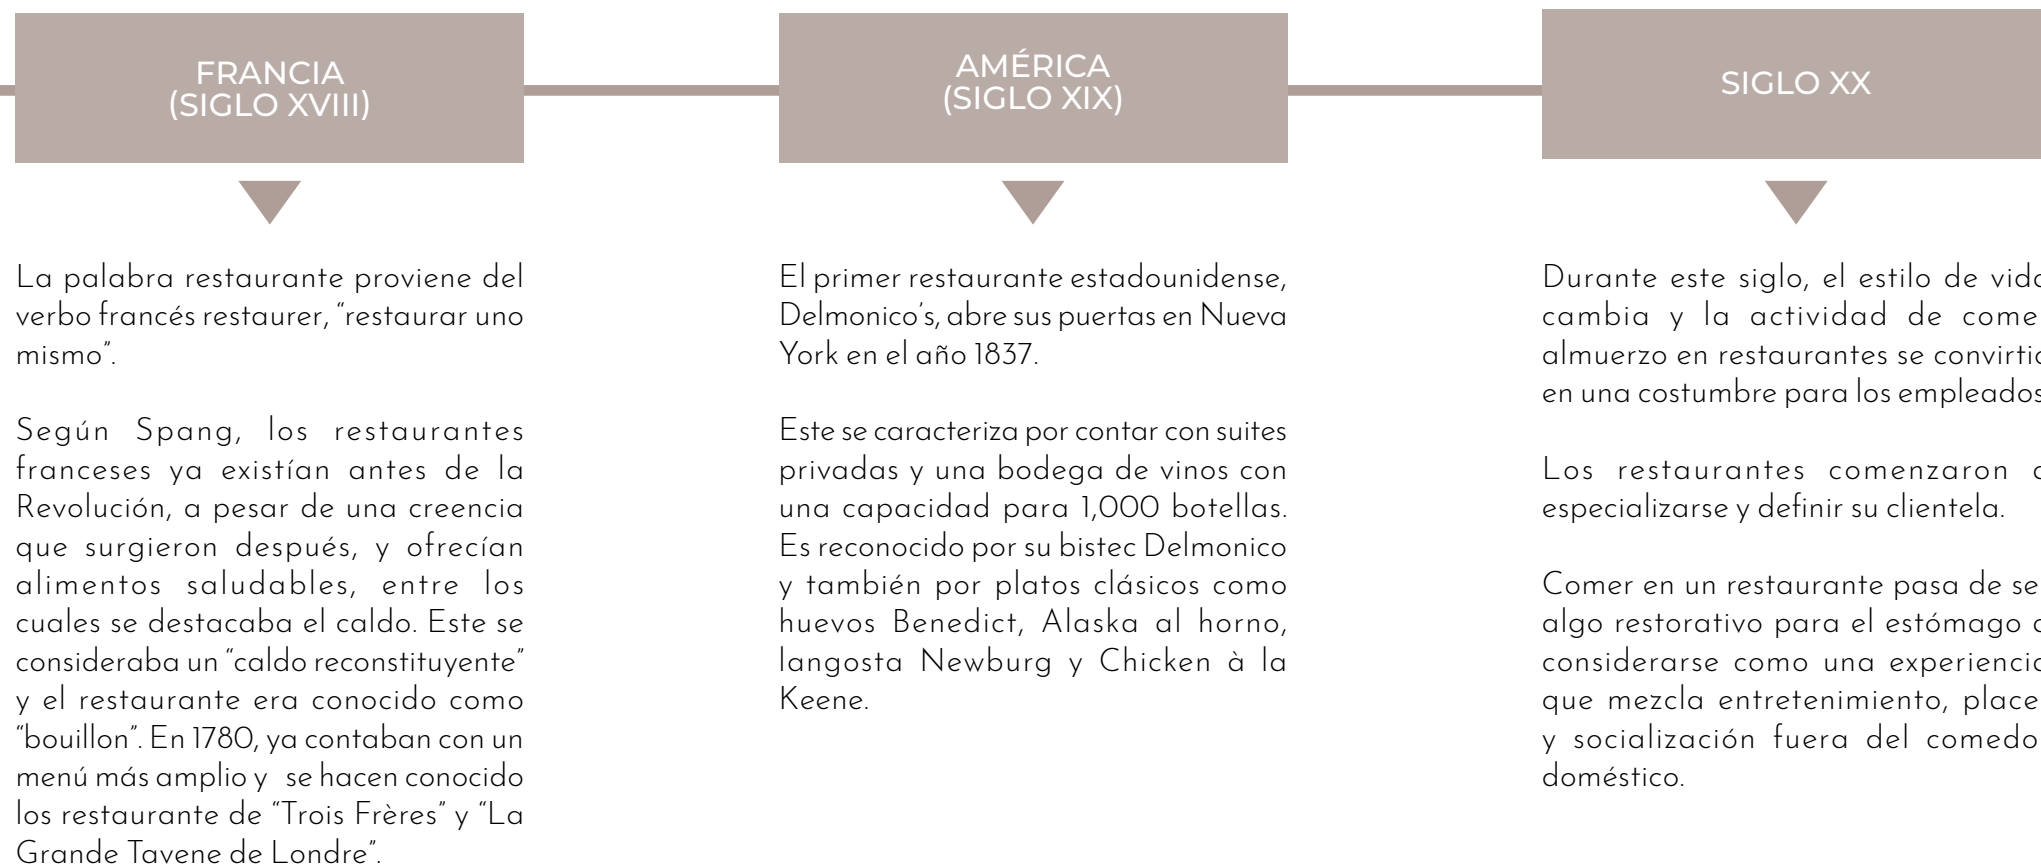 FRANCIA
(SIGLO XVIII)
La palabra restaurante proviene del
verbo francés restaurer, “restaurar uno
mismo”.
Según Spang, los restaurantes
franceses ya existían antes de la
Revolución, a pesar de una creencia
que surgieron después, y ofrecían
alimentos saludables, entre los
cuales se destacaba el caldo. Este se
consideraba un “caldo reconstituyente”
y el restaurante era conocido como
“bouillon”. En 1780, ya contaban con un
menú más amplio y se hacen conocido
los restaurante de “Trois Frères” y “La
Grande Tavene de Londre”.
AMÉRICA
(SIGLO XIX)
El primer restaurante estadounidense,
Delmonico’s, abre sus puertas en Nueva
York en el año 1837.
Este se caracteriza por contar con suites
privadas y una bodega de vinos con
una capacidad para 1,000 botellas.
Es reconocido por su bistec Delmonico
y también por platos clásicos como
huevos Benedict, Alaska al horno,
langosta Newburg y Chicken à la
Keene.
SIGLO XX
Durante este siglo, el estilo de vida
cambia y la actividad de come
almuerzo en restaurantes se convirtio
en una costumbre para los empleados
Los restaurantes comenzaron a
especializarse y definir su clientela.
Comer en un restaurante pasa de se
algo restorativo para el estómago a
considerarse como una experiencia
que mezcla entretenimiento, place
y socialización fuera del comedo
doméstico.